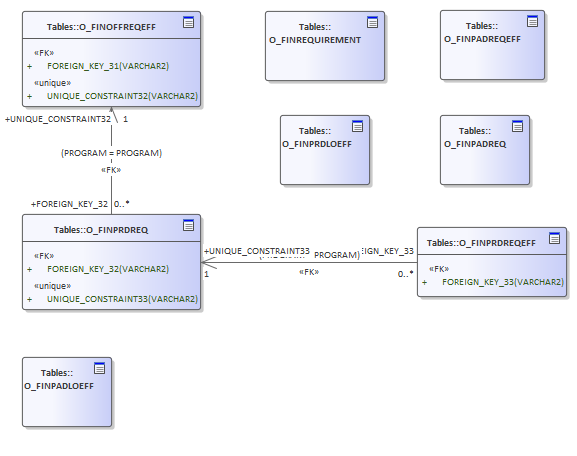 Tables::O_FINOFFREQEFF
«FK»
+ FOREIGN_KEY_31(VARCHAR2)
«unique»
+ UNIQUE_CONSTRAINT32(VARCHAR2)
Tables::
O_FINREQUIREMENT
Tables::
O_FINPADREQEFF
Tables::
O_FINPRDLOEFF
Tables::
O_FINPADREQ
+UNIQUE_CONSTRAINT32 1
(PROGRAM = PROGRAM)
«FK»
+FOREIGN_KEY_32 0..*
Tables::O_FINPRDREQ
«FK»
+ FOREIGN_KEY_32(VARCHAR2)
«unique»
+ UNIQUE_CONSTRAINT33(VARCHAR2)
+UNIQUE_CONSTRAINT33
PROGRAM)
IGN_KEY_33
1
«FK»
0..*
Tables::O_FINPRDREQEFF
«FK»
+ FOREIGN_KEY_33(VARCHAR2)
Tables::
O_FINPADLOEFF